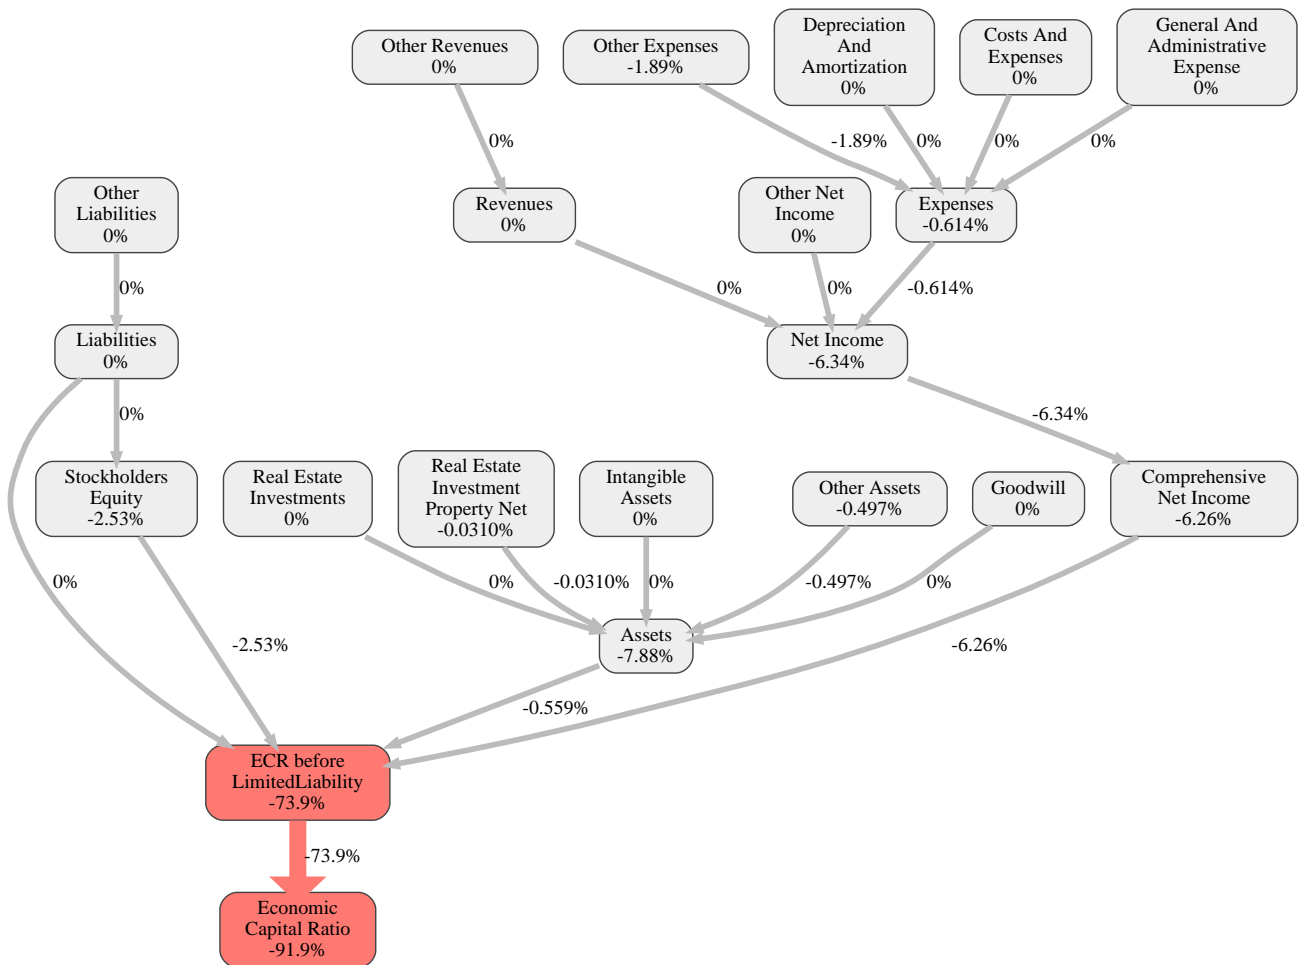 Other Revenues
0%
Other Expenses
-1.89%
Depreciation
And
Amortization
0%
Costs And
Expenses
0%
General And
Administrative
Expense
0%
0%
-1.89%
0%
0%
0%
Other
Liabilities
0%
Revenues
0%
Other Net
Income
0%
Expenses
-0.614%
0%
0%
0%
-0.614%
Liabilities
0%
Net Income
-6.34%
0%
-6.34%
Stockholders
Equity
-2.53%
Real Estate
Investments
0%
Real Estate
Investment
Property Net
-0.0310%
Intangible
Assets
0%
Other Assets
-0.497%
Goodwill
0%
Comprehensive
Net Income
-6.26%
0%
0%
-0.0310%
0%
-0.497%
0%
Assets
-7.88%
-2.53%
-6.26%
-0.559%
ECR before
LimitedLiability
-73.9%
-73.9%
Economic
Capital Ratio
-91.9%